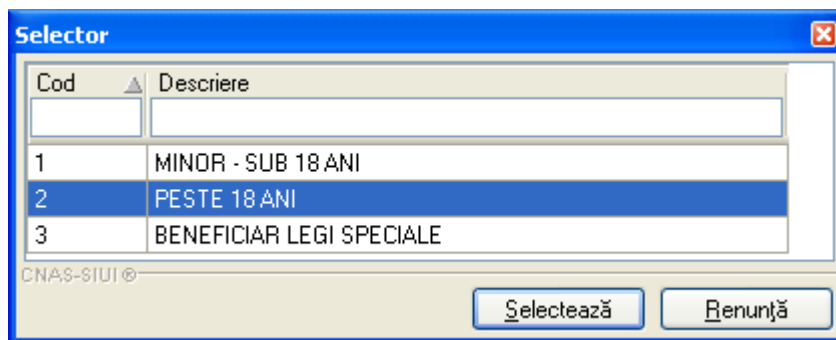 Selector
Cod Descriere
1 MINOR - SUB 18 ANI
2 PESTE 18 ANI
3 BENEFICIAR LEGI SPECIALE
CNAS-SIUI ®
Selectează Renunţă